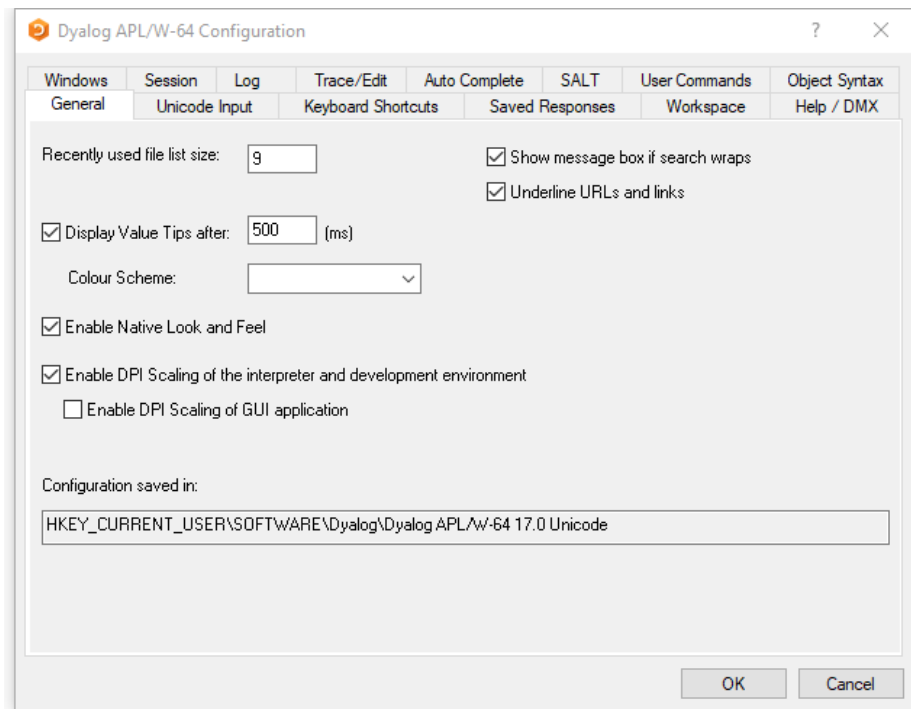 Dyalog APL/W-64 Configuration
Windows Session Log Trace/Edit Auto Complete SALT User Commands Object Syntax
General Unicode Input Keyboard Shortcuts Saved Responses Workspace Help / DMX
Recently used file list size: 9 Show message box if search wraps
Underline URLs and links
Display Value Tips after: 500 (ms)
Colour Scheme:
Enable Native Look and Feel
Enable DPI Scaling of the interpreter and development environment
Enable DPI Scaling of GUI application
Configuration saved in:
HKEY_CURRENT_USER\SOFTWARE\Dyalog\Dyalog APL/W-64 17.0 Unicode
OK Cancel